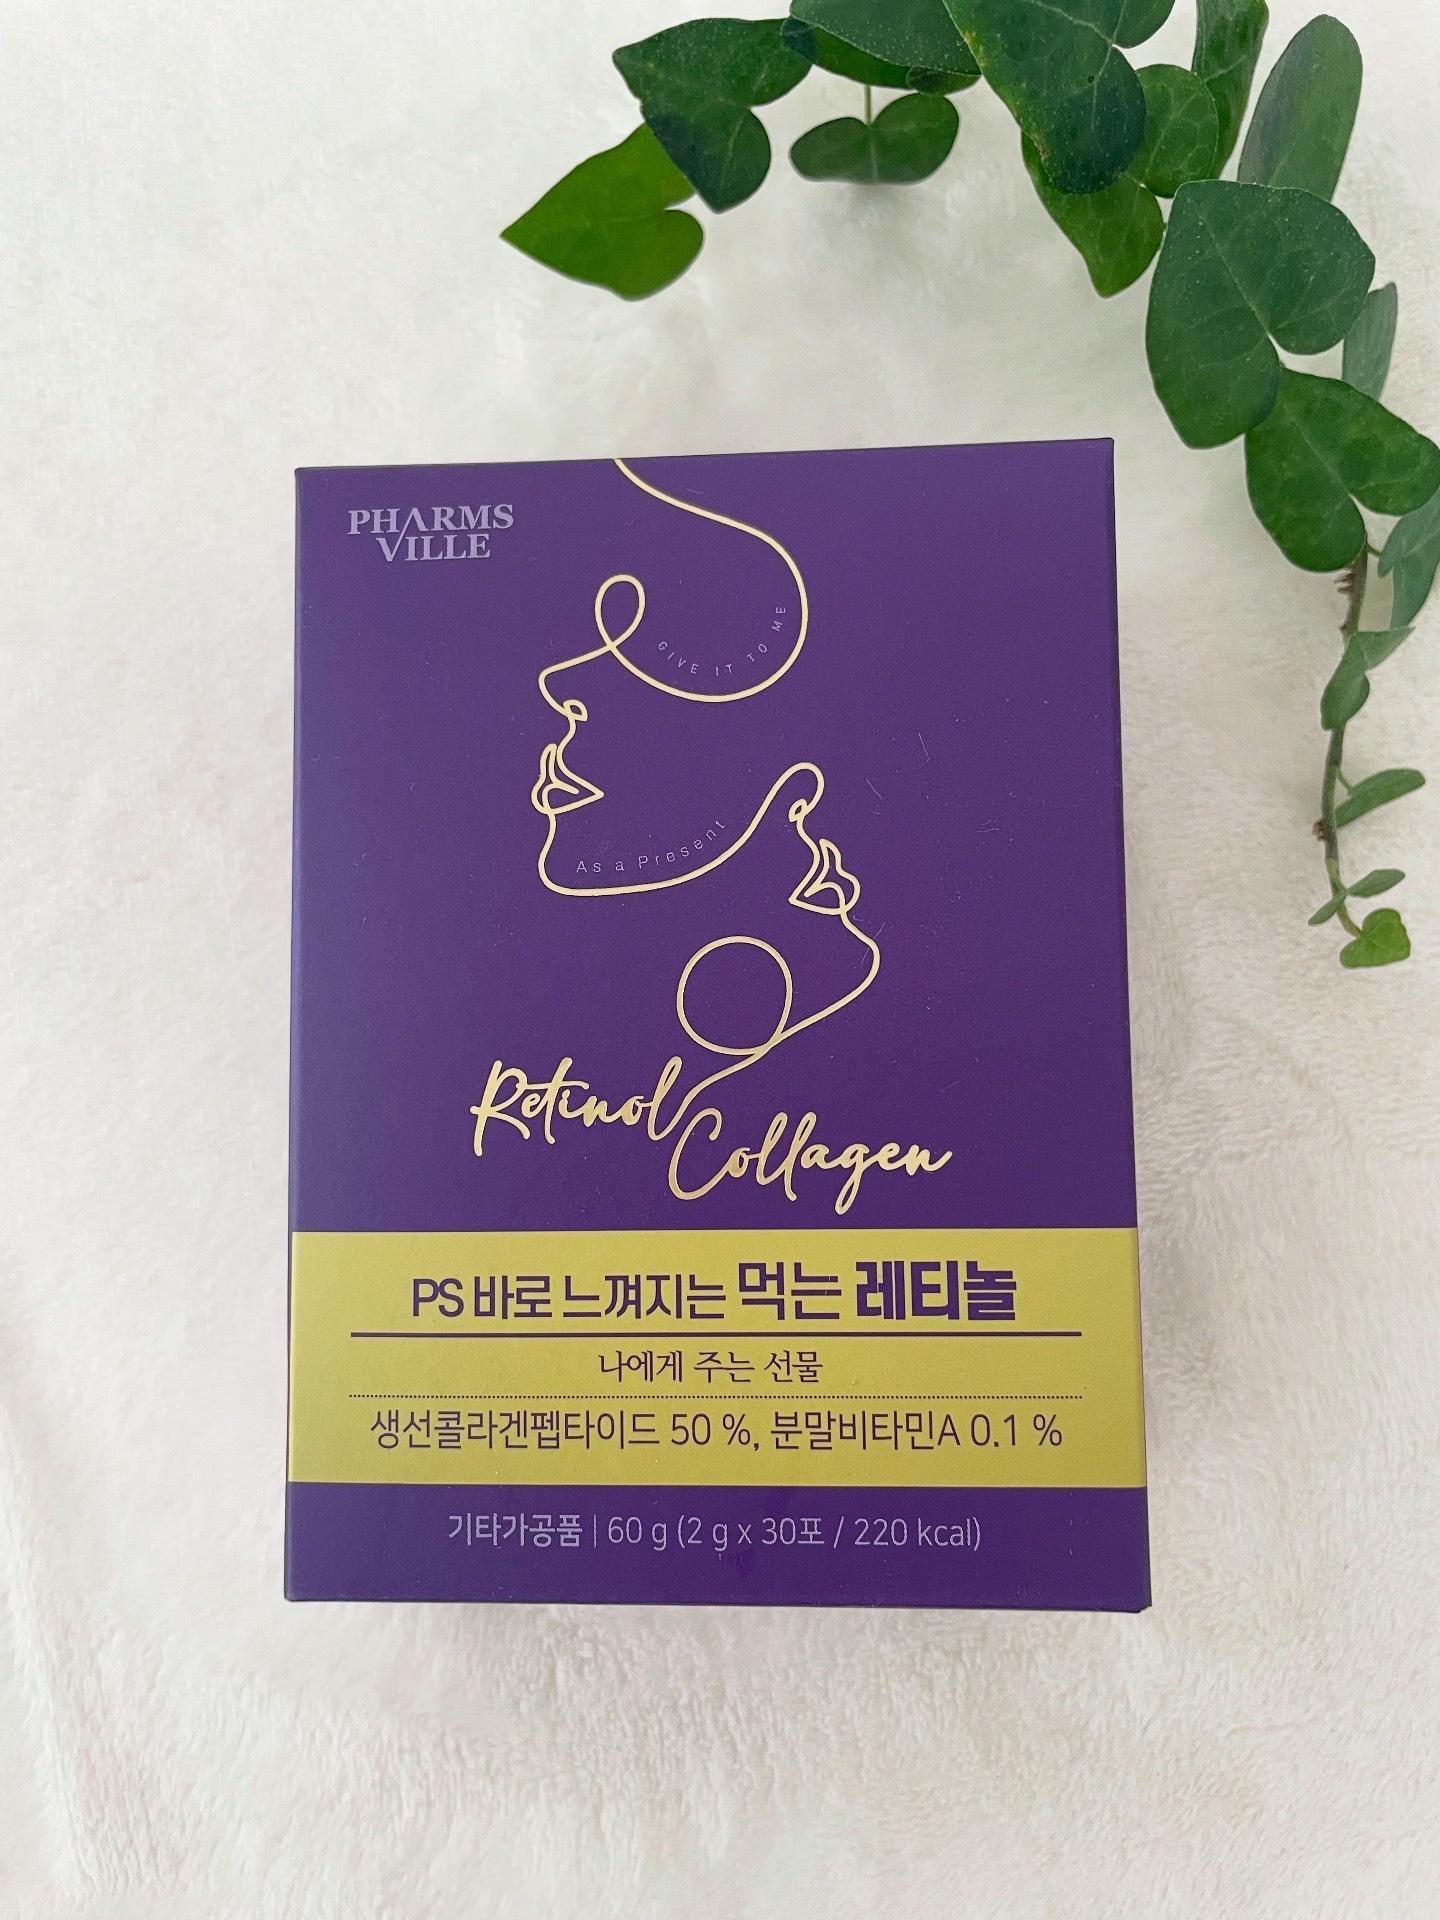 PHARMS
VILLE
GIVE IT TO ME
As a Present
Retinol
Collagen
PS 바로 느껴지는 먹는 레티놀
나에게 주는 선물
생선콜라겐펩타이드 50 %, 분말비타민A 0.1 %
기타가공품 | 60 g (2 g x 30포 / 220 kcal)